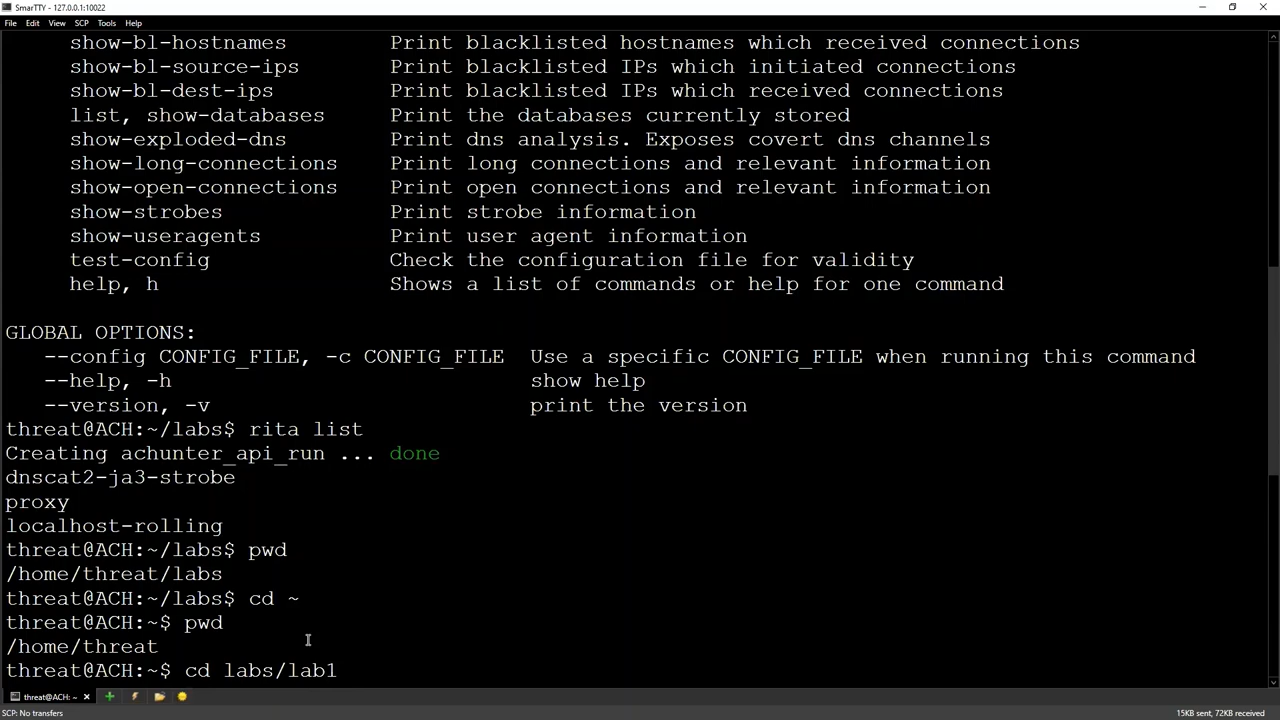 SmarTTY - 127.0.0.1:10022
File Edit View SCP Tools Help
show-bl-hostnames Print blacklisted hostnames which received connections
show-bl-source-ips Print blacklisted IPs which initiated connections
show-bl-dest-ips Print blacklisted IPs which received connections
list, show-databases Print the databases currently stored
show-exploded-dns Print dns analysis. Exposes covert dns channels
show-long-connections Print long connections and relevant information
show-open-connections Print open connections and relevant information
show-strobes Print strobe information
show-useragents Print user agent information
test-config Check the configuration file for validity
help, h Shows a list of commands or help for one command
GLOBAL OPTIONS:
--config CONFIG_FILE, -c CONFIG_FILE Use a specific CONFIG_FILE when running this command
--help, -h show help
--version, -v print the version
threat@ACH:~/labs$ rita list
Creating achunter_api_run ... done
dnscat2-ja3-strobe
proxy
localhost-rolling
threat@ACH:~/labs$ pwd
/home/threat/labs
threat@ACH:~/labs$ cd ~
threat@ACH:~$ pwd
/home/threat
threat@ACH:~$ cd labs/lab1
threat@ACH: ~
SCP: No transfers 15KB sent, 72KB received